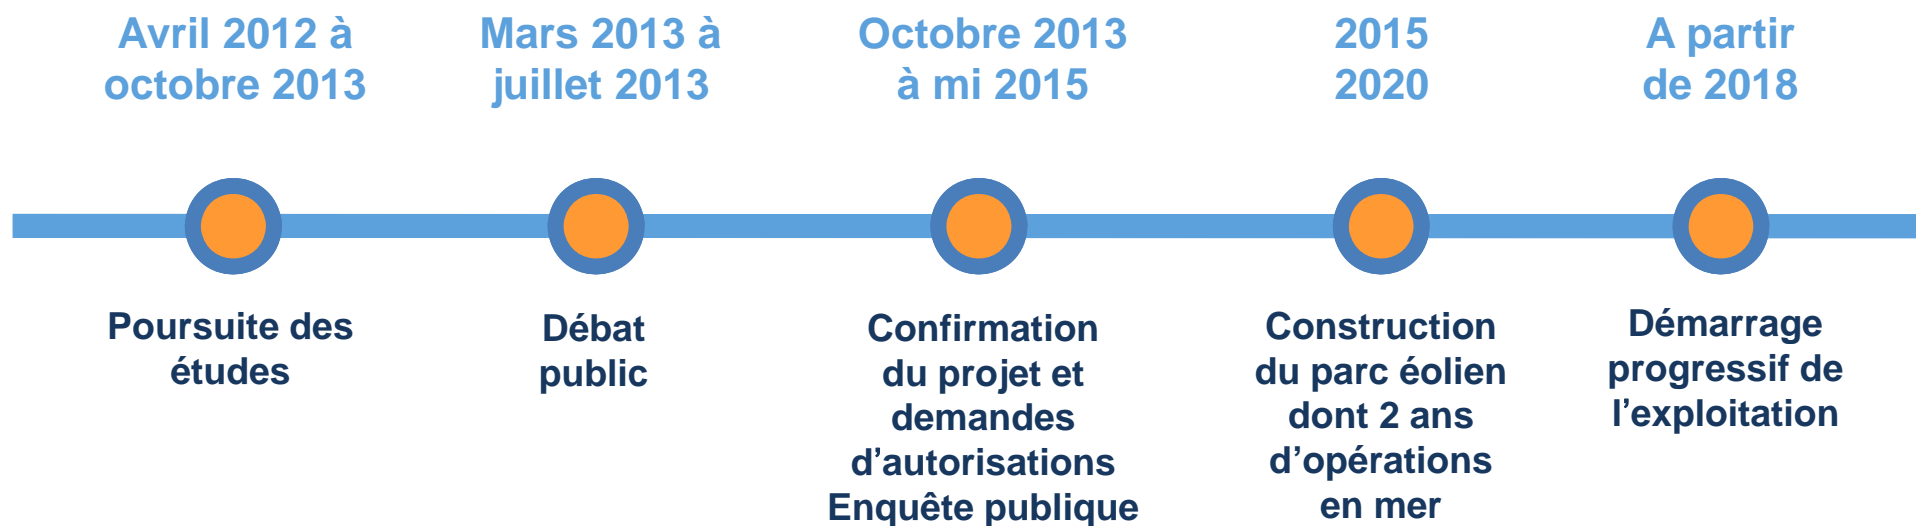 Avril 2012 à
octobre 2013
Mars 2013 à
juillet 2013
Octobre 2013
à mi 2015
2015
2020
A partir
de 2018
Poursuite des
études
Débat
public
Confirmation
du projet et
demandes
d’autorisations
Enquête publique
Construction
du parc éolien
dont 2 ans
d’opérations
en mer
Démarrage
progressif de
l’exploitation